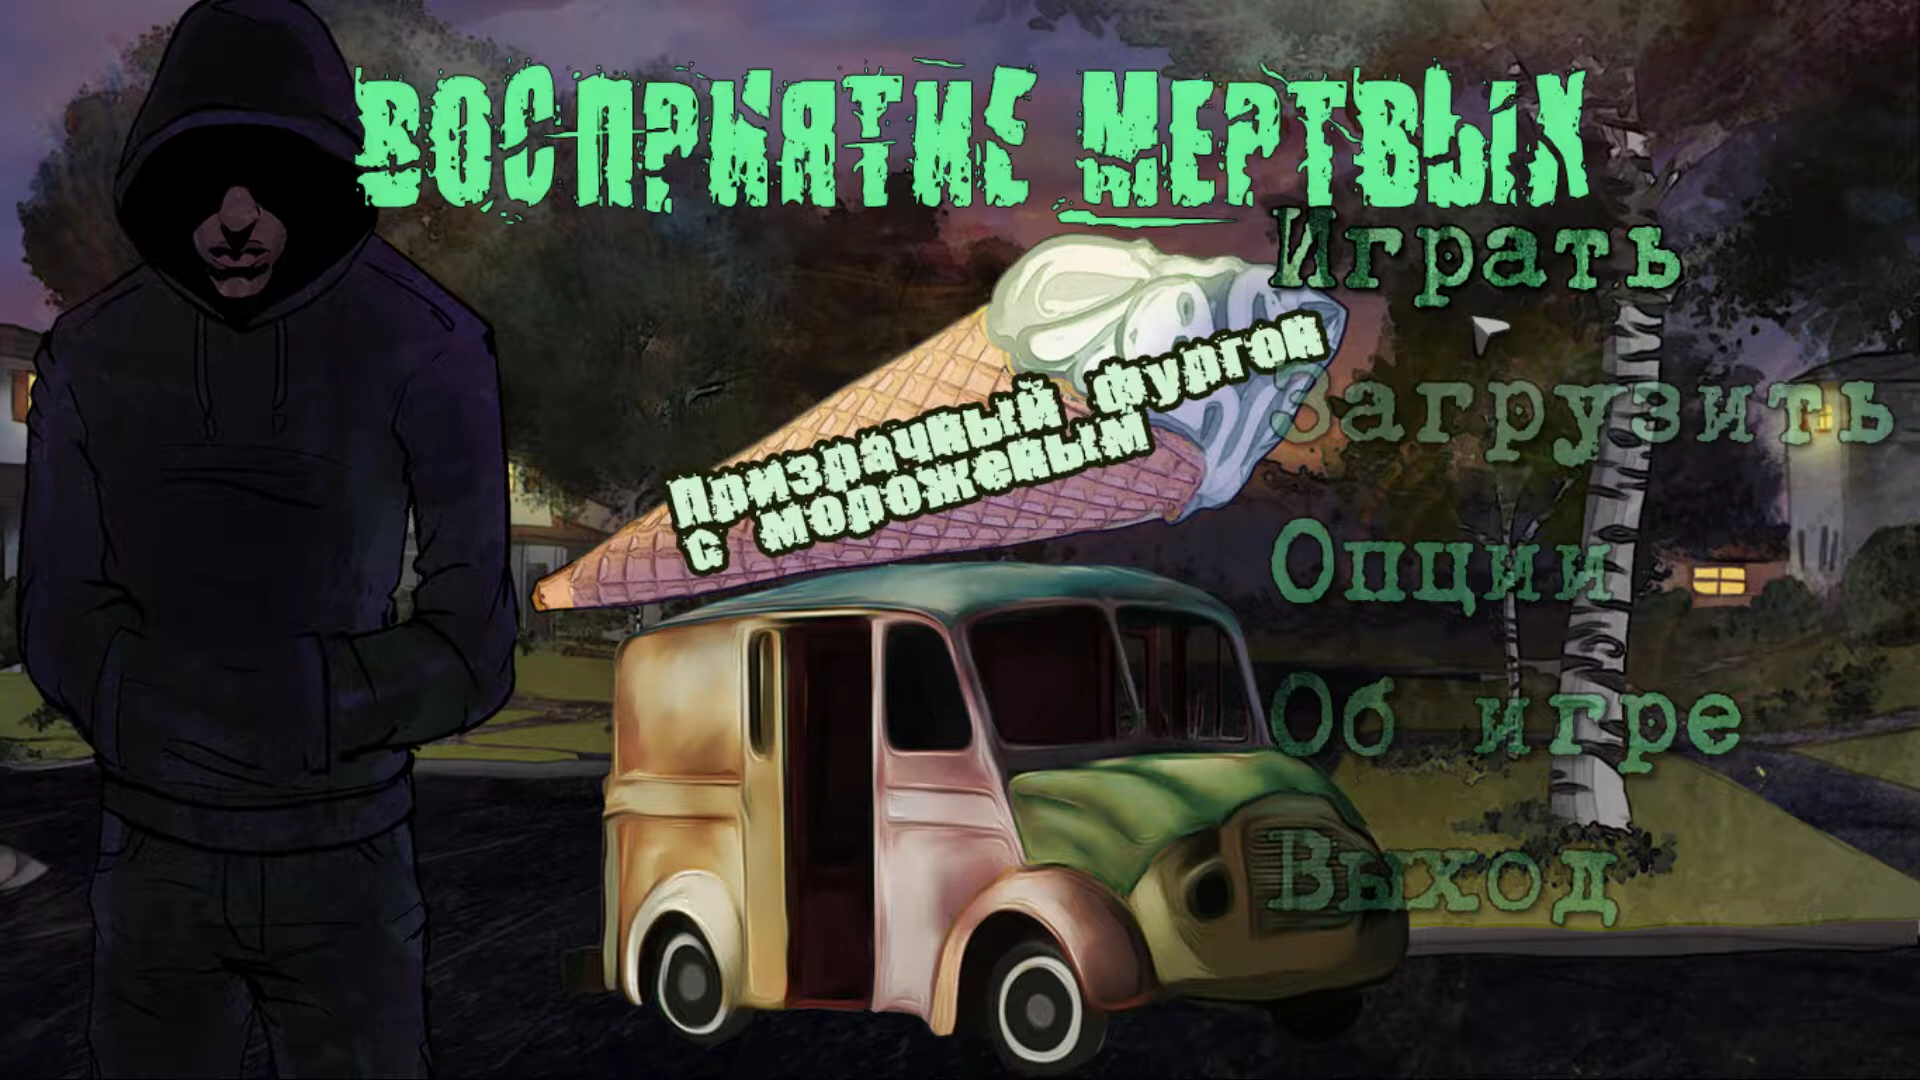 ВОСПРИЯТИЕ МЕРТВЫХ
Играть
Призрачный фургон
с мороженым
Загрузить
Опции
Об игре
Выход